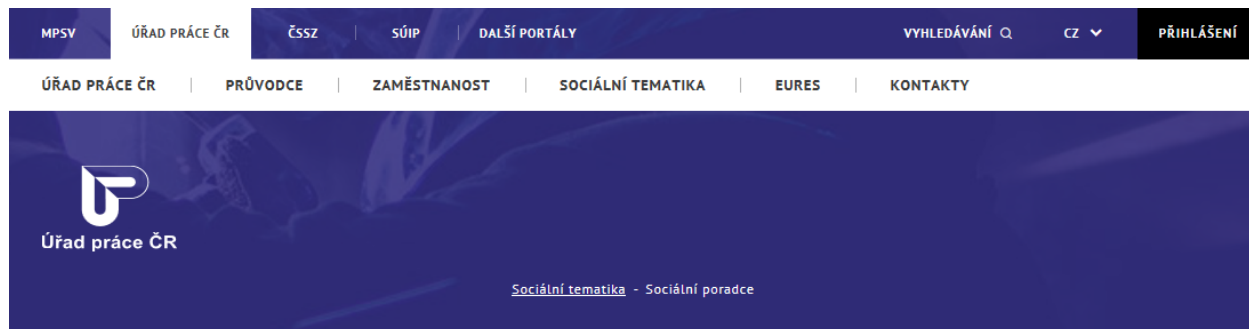 MPSV ÚŘAD PRÁCE ČR ČSSZ SÚIP DALŠÍ PORTÁLY VYHLEDÁVÁNÍ CZ PŘIHLÁŠENÍ
ÚŘAD PRÁCE ČR PRŮVODCE ZAMĚSTNANOST SOCIÁLNÍ TEMATIKA EURES KONTAKTY
Úřad práce ČR
Sociální tematika - Sociální poradce